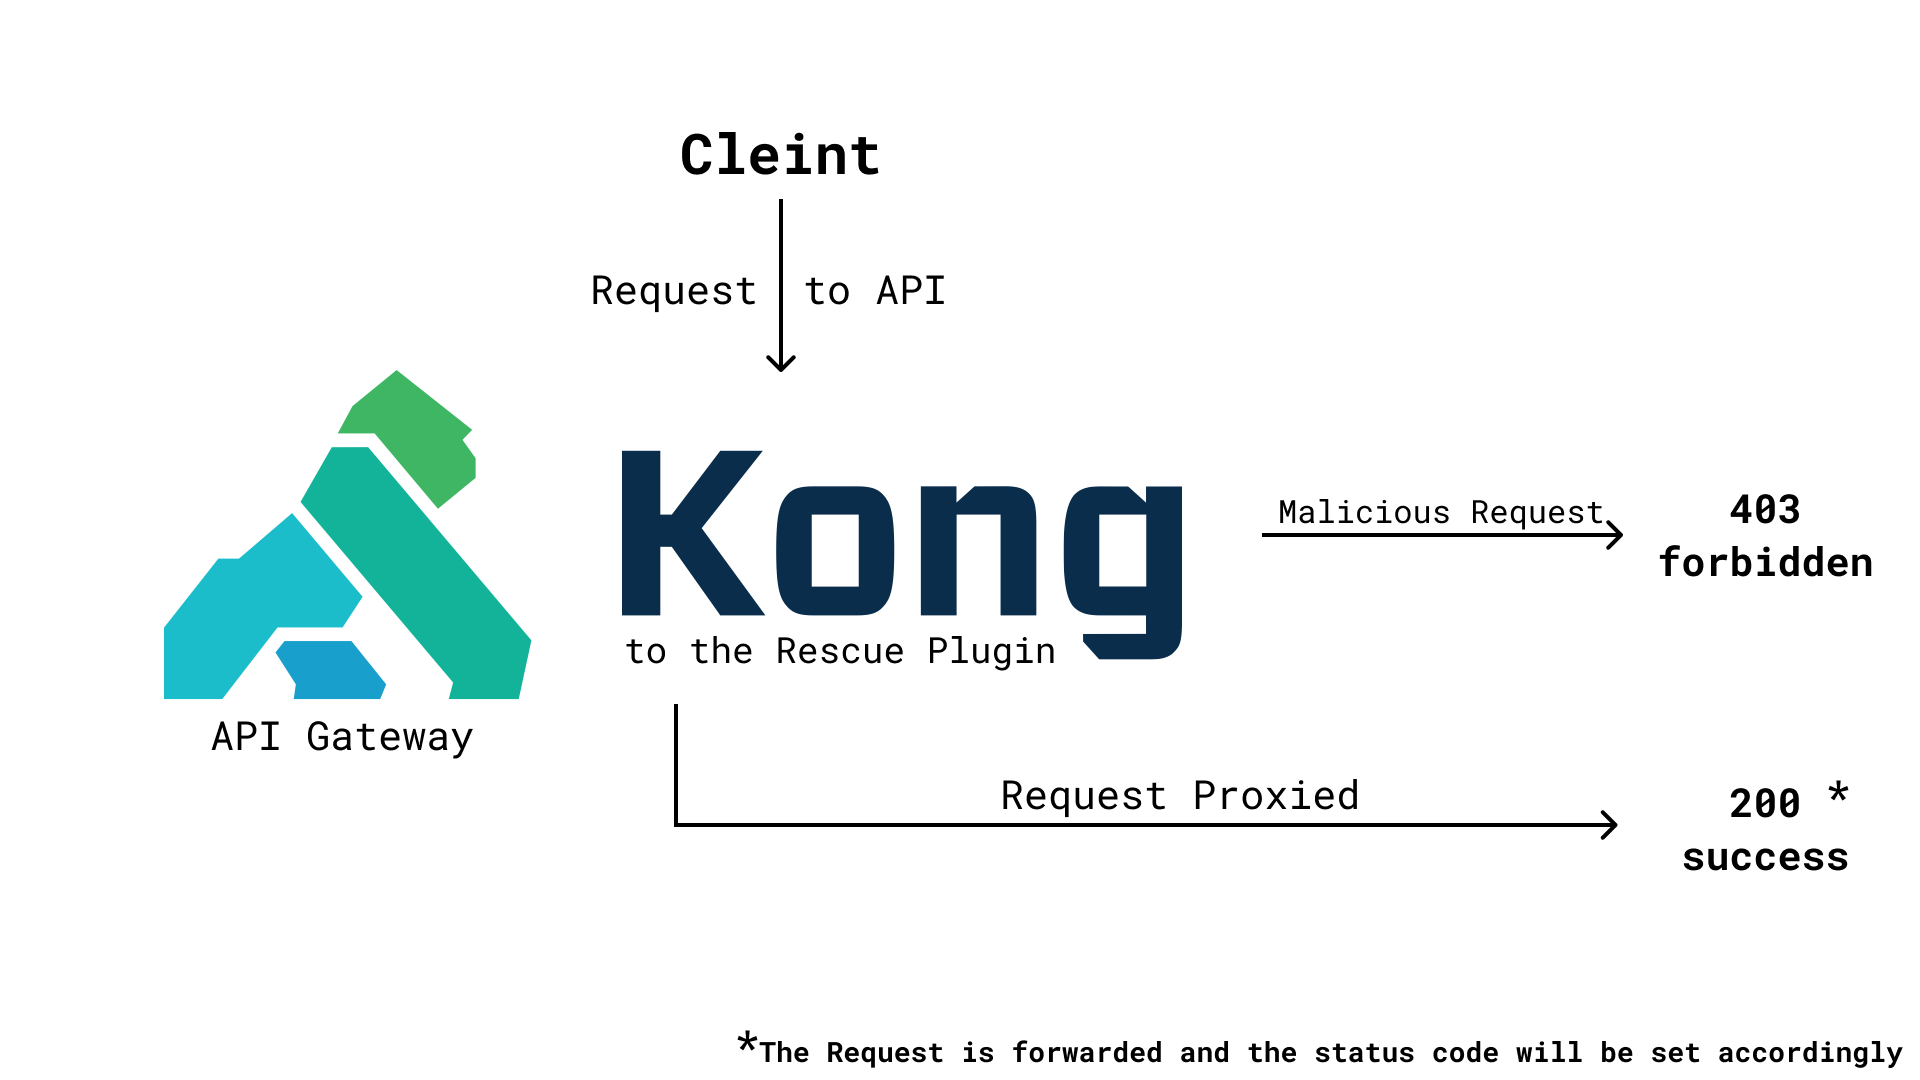 Cleint
Request to API
Kong
Malicious Request
403
forbidden
to the Rescue Plugin
API Gateway
Request Proxied
200 *
success
*The Request is forwarded and the status code will be set accordingly